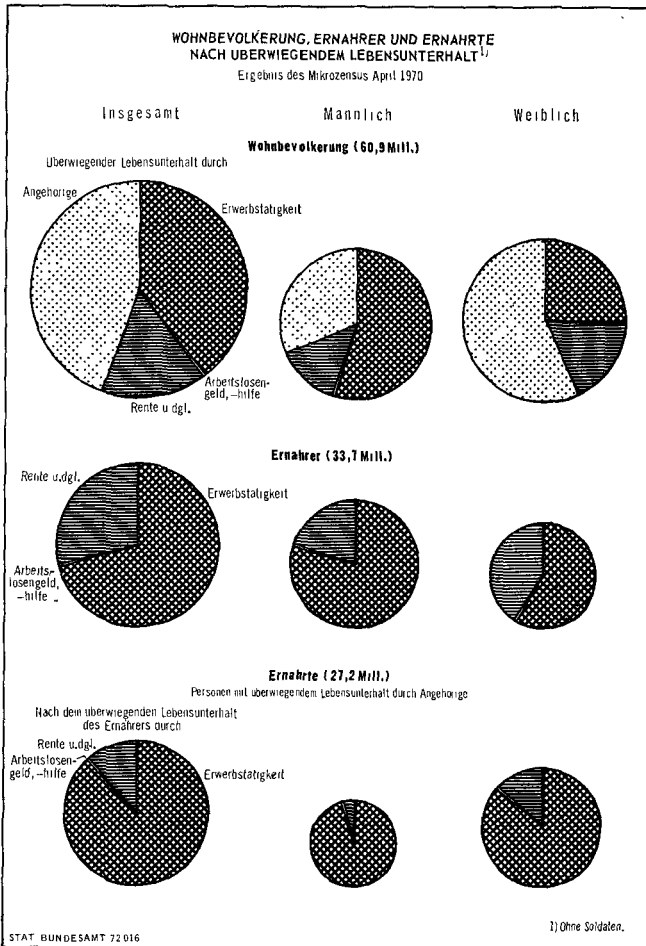 WOHNBEVOLKERUNG, ERNAHRER UND ERNAHRTE
NACH UBERWIEGENDEM LEBENSUNTERHALT 1)
Ergebnis des Mikrozensus April 1970
Insgesamt
Mannlich
Weiblich
Wohnbevolkerung (60,9 Mill.)
Uberwiegender Lebensunterhalt durch
Angehorige
Erwerbstatigkeit
Arbeitslosen-
geld, -hilfe
Rente u dgl.
Ernahrer (33,7 Mill.)
Rente u.dgl.
Erwerbstatigkeit
Arbeits-
losengeld,
-hilfe
Ernahrte (27,2 Mill.)
Personen mit uberwiegendem Lebensunterhalt durch Angehorige
Nach dem uberwiegenden Lebensunterhalt
des Ernahrers durch
Rente u.dgl.
Arbeitslosen-
geld, -hilfe
Erwerbstatigkeit
STAT BUNDESAMT 72 016
1) Ohne Soldaten.